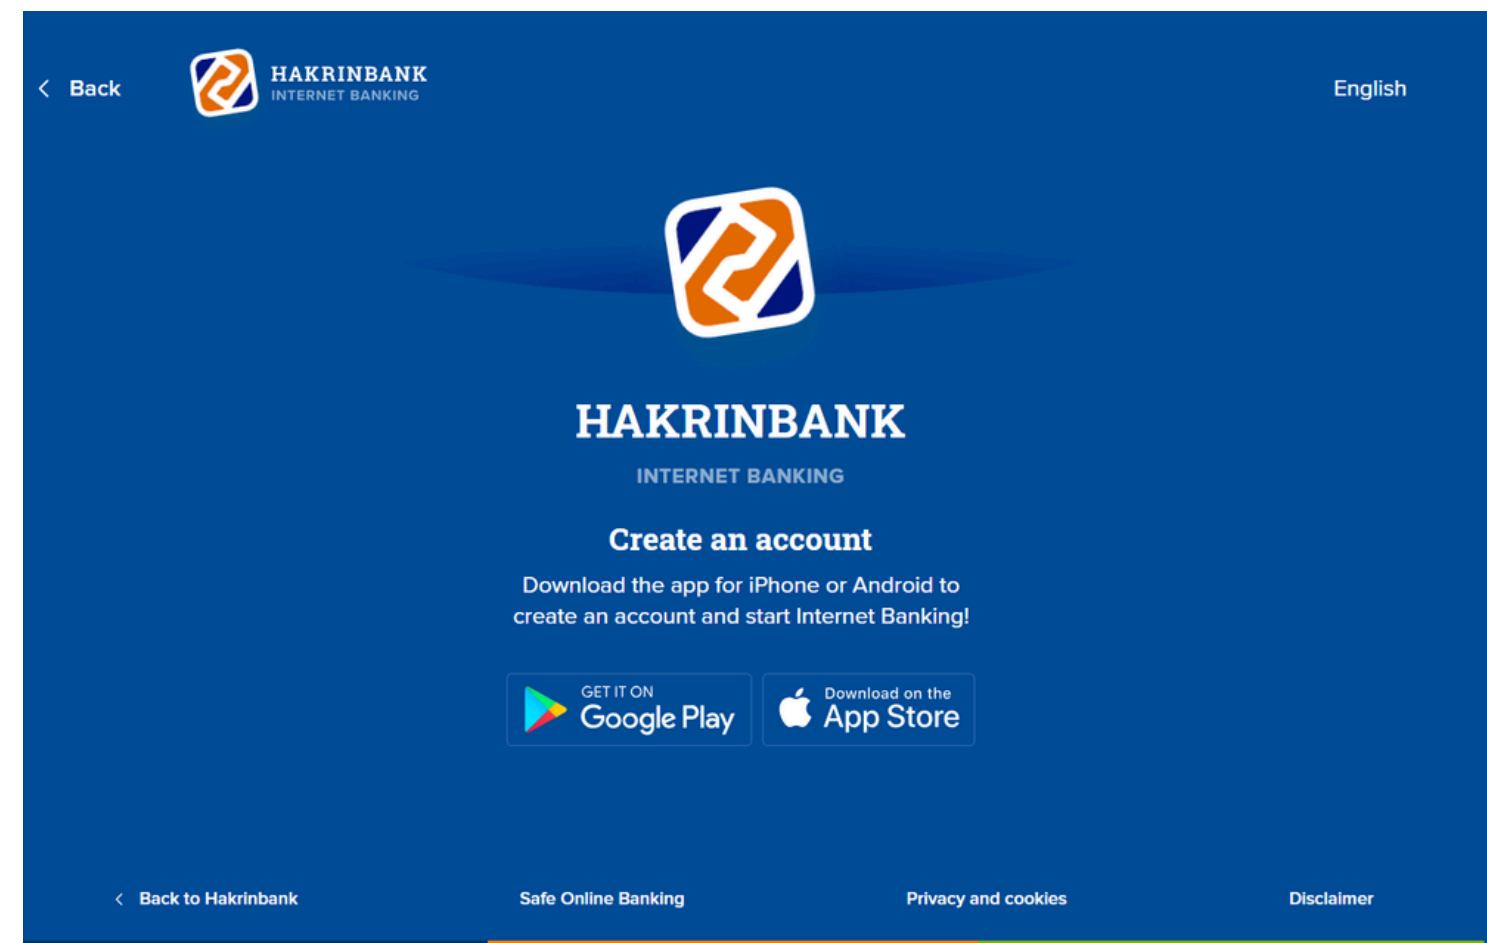 Back
HAKRINBANK
INTERNET BANKING
English
HAKRINBANK
INTERNET BANKING
Create an account
Download the app for iPhone or Android to
create an account and start Internet Banking!
GET IT ON
Google Play
Download on the
App Store
Back to Hakrinbank
Safe Online Banking
Privacy and cookies
Disclaimer